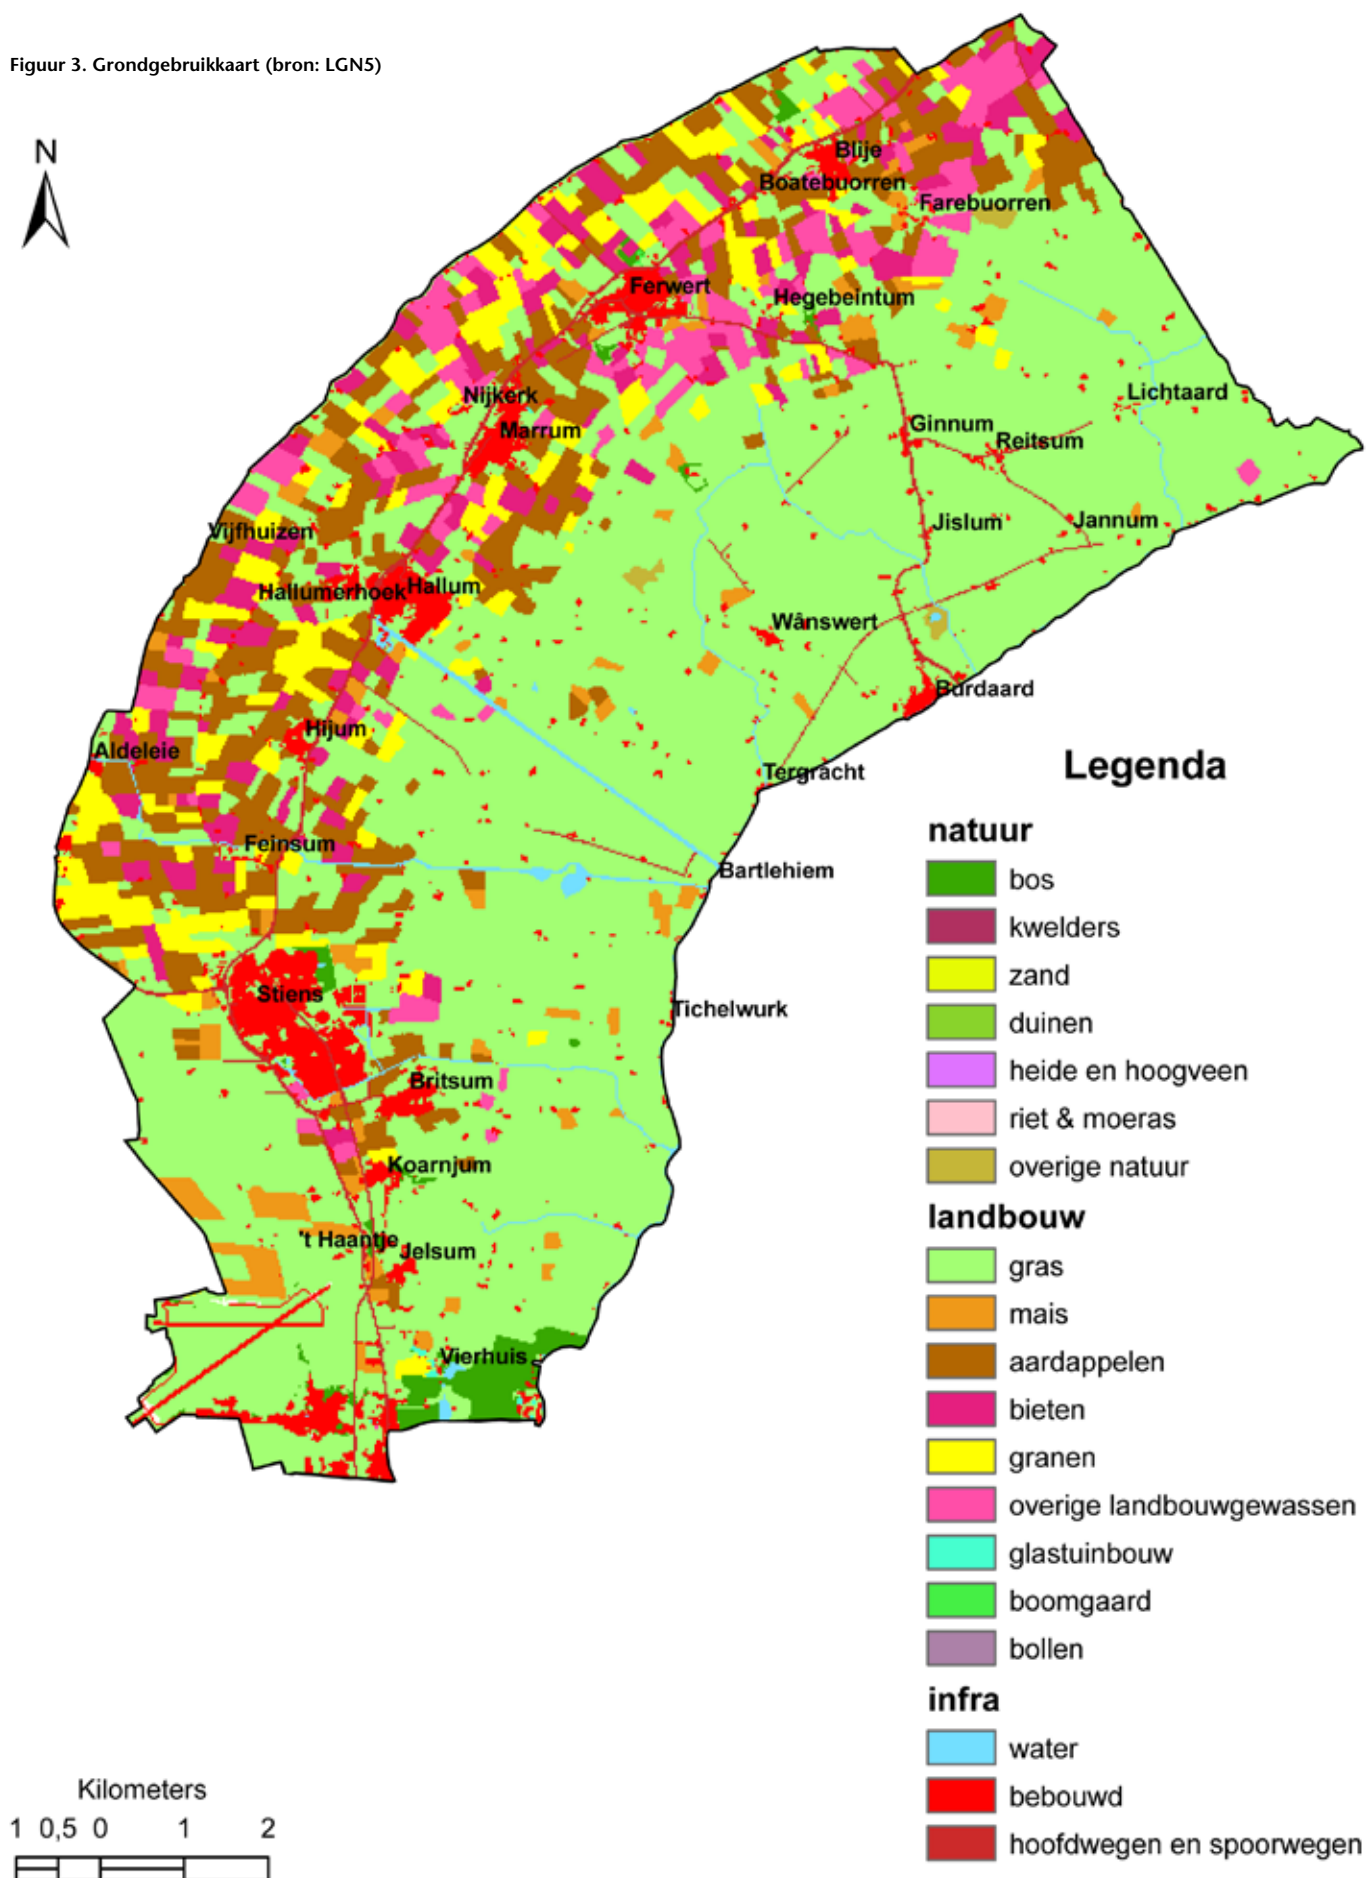 Figuur 3. Grondgebruikkaart (bron: LGN5)
N
Blije
Boatebuorren
Farebuorren
Ferwert
Hegebeintum
Nijkerk
Lichtaard
Marrum
Ginnum
Reitsum
Vijfhuizen
Jislum
Jannum
Hallumerhoek
Hallum
Wânswert
Burdaard
Hijum
Aldeleie
Tergracht
Feinsum
Bartlehiem
Stiens
Tichelwurk
Britsum
Koarnjum
't Haantje
Jelsum
Vierhuis
Legenda
natuur
bos
kwelders
zand
duinen
heide en hoogveen
riet & moeras
overige natuur
landbouw
gras
mais
aardappelen
bieten
granen
overige landbouwgewassen
glastuinbouw
boomgaard
bollen
infra
water
bebouwd
hoofdwegen en spoorwegen
Kilometers
1 0,5 0 1 2